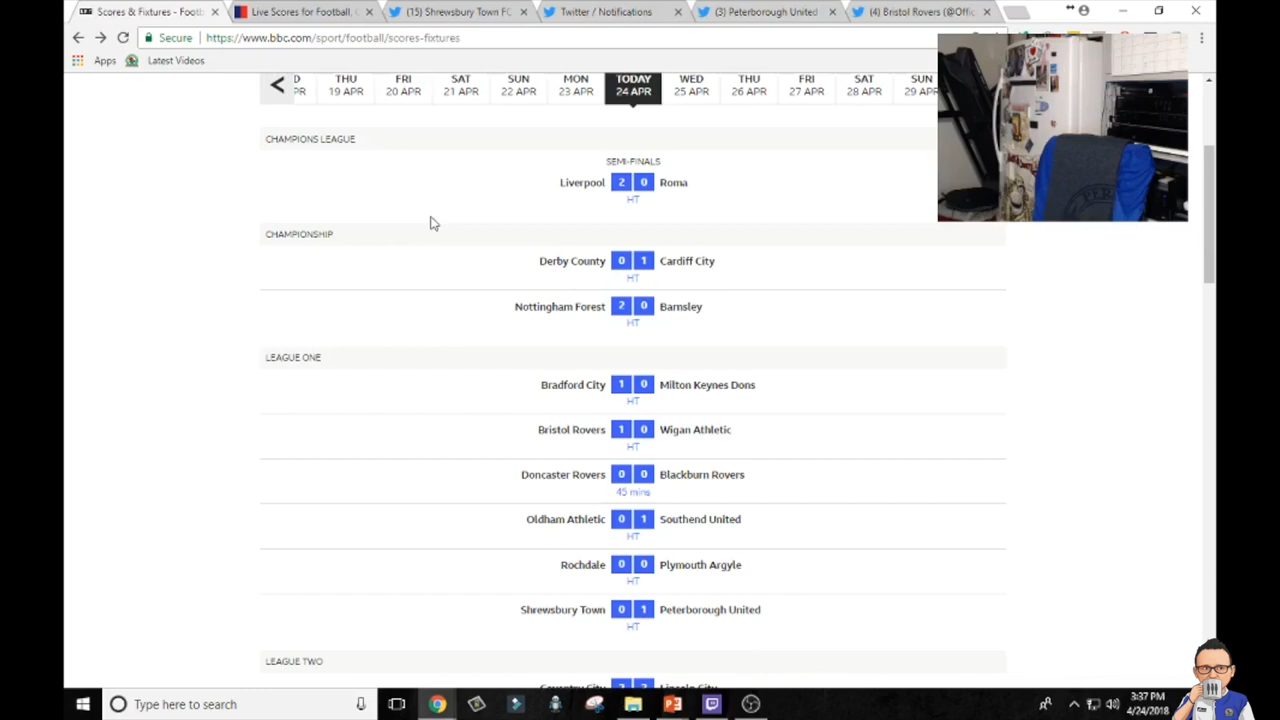 Scores & Fixtures - Footb
Live Scores for Football,
(15) Shrewsbury Town F
Twitter / Notifications
(3) Peterborough United
(4) Bristol Rovers (@Offic
Secure
https://www.bbc.com/sport/football/scores-fixtures
Apps
Latest Videos
D THU FRI SAT SUN MON TODAY WED THU FRI SAT SUN
PR 19 APR 20 APR 21 APR 22 APR 23 APR 24 APR 25 APR 26 APR 27 APR 28 APR 29 APR
CHAMPIONS LEAGUE
SEMI-FINALS
Liverpool 2 0 Roma
HT
CHAMPIONSHIP
Derby County 0 1 Cardiff City
HT
Nottingham Forest 2 0 Barnsley
HT
LEAGUE ONE
Bradford City 1 0 Milton Keynes Dons
HT
Bristol Rovers 1 0 Wigan Athletic
HT
Doncaster Rovers 0 0 Blackburn Rovers
45 mins
Oldham Athletic 0 1 Southend United
HT
Rochdale 0 0 Plymouth Argyle
HT
Shrewsbury Town 0 1 Peterborough United
HT
LEAGUE TWO
Coventry City Lincoln City
Type here to search
3:37 PM
4/24/2018